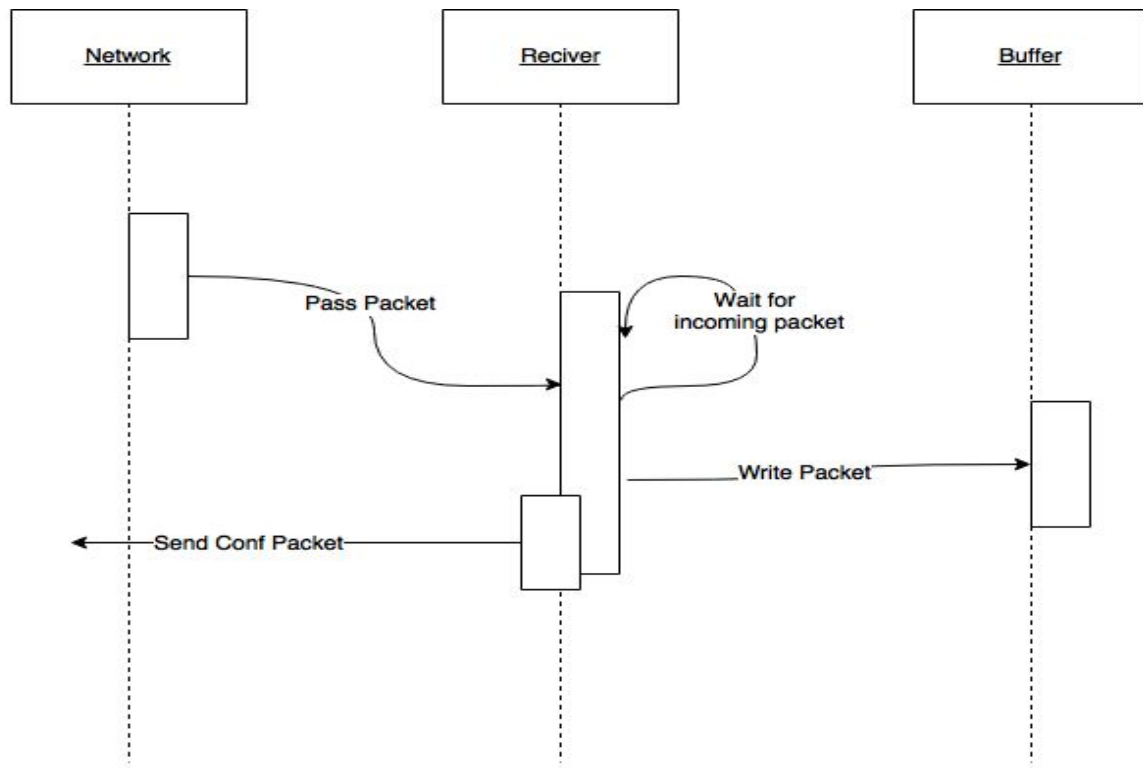 Network
Reciver
Buffer
Pass Packet
Wait for
incoming packet
Write Packet
Send Conf Packet